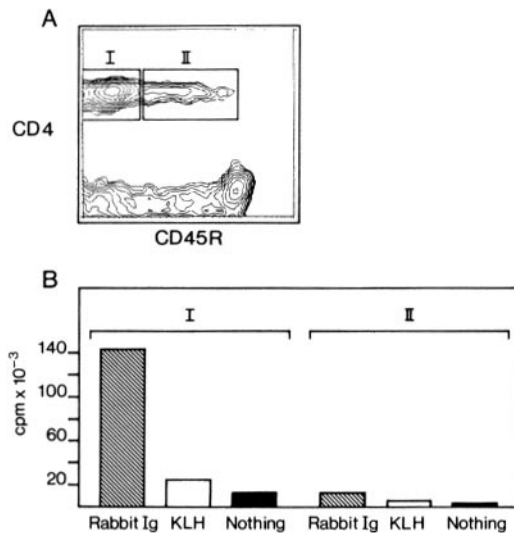 A
I II
CD4
CD45R
B
I II
cpm x 10⁻³
140
100
60
20
Rabbit Ig KLH Nothing Rabbit Ig KLH Nothing